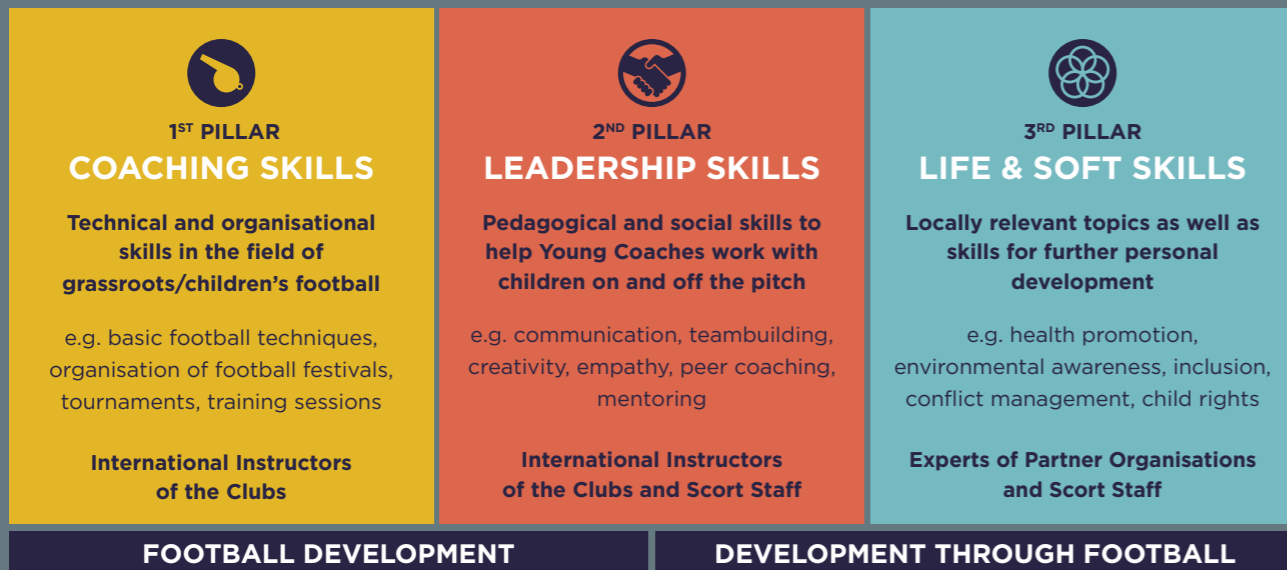 1ST PILLAR
COACHING SKILLS
Technical and organisational
skills in the field of
grassroots/children’s football
e.g. basic football techniques,
organisation of football festivals,
tournaments, training sessions
International Instructors
of the Clubs
2ND PILLAR
LEADERSHIP SKILLS
Pedagogical and social skills to
help Young Coaches work with
children on and off the pitch
e.g. communication, teambuilding,
creativity, empathy, peer coaching,
mentoring
International Instructors
of the Clubs and Scort Staff
3RD PILLAR
LIFE & SOFT SKILLS
Locally relevant topics as well as
skills for further personal
development
e.g. health promotion,
environmental awareness, inclusion,
conflict management, child rights
Experts of Partner Organisations
and Scort Staff
FOOTBALL DEVELOPMENT
DEVELOPMENT THROUGH FOOTBALL